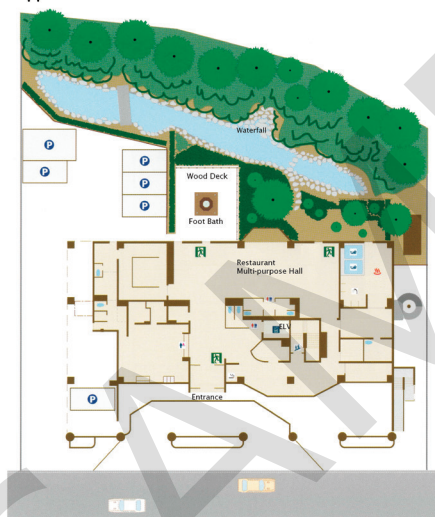 Waterfall
P
P
P
P
P
Wood Deck
Foot Bath
Restaurant
Multi-purpose Hall
ELV
P
Entrance